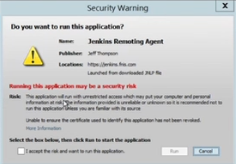 Security Warning
Do you want to run this application?
Name: Jenkins Remoting Agent
Publisher: Jeff Thompson
Locations: https://jenkins.fnis.com
Launched from downloaded JNLP file
Running this application may be a security risk
Risk: This application will run with unrestricted access which may put your computer and personal
information at risk. The information provided is unreliable or unknown so it is recommended not to
run this application unless you are familiar with its source
Unable to ensure the certificate used to identify this application has not been revoked.
More Information
Select the box below, then click Run to start the application
I accept the risk and want to run this application.
Run
Cancel